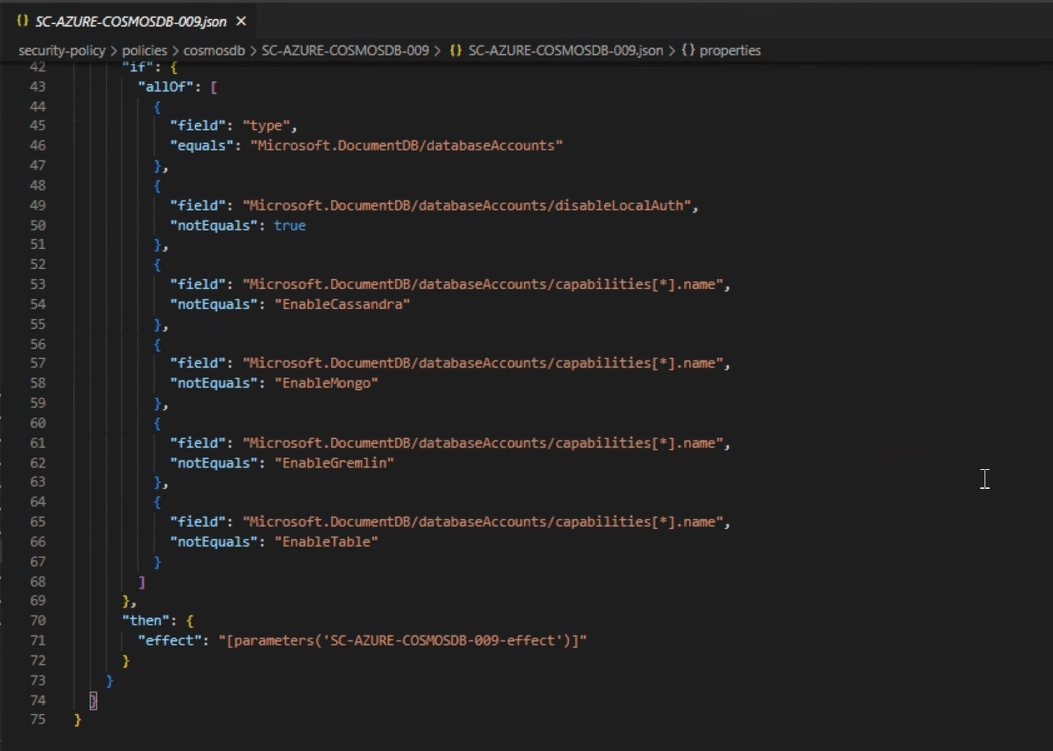 {} SC-AZURE-COSMOSDB-009.json ×
security-policy > policies > cosmosdb > SC-AZURE-COSMOSDB-009 > {} SC-AZURE-COSMOSDB-009.json > {} properties
42 "if": {
43 "allOf": [
44 {
45 "field": "type",
46 "equals": "Microsoft.DocumentDB/databaseAccounts"
47 },
48 {
49 "field": "Microsoft.DocumentDB/databaseAccounts/disableLocalAuth",
50 "notEquals": true
51 },
52 {
53 "field": "Microsoft.DocumentDB/databaseAccounts/capabilities[*].name",
54 "notEquals": "EnableCassandra"
55 },
56 {
57 "field": "Microsoft.DocumentDB/databaseAccounts/capabilities[*].name",
58 "notEquals": "EnableMongo"
59 },
60 {
61 "field": "Microsoft.DocumentDB/databaseAccounts/capabilities[*].name",
62 "notEquals": "EnableGremlin"
63 },
64 {
65 "field": "Microsoft.DocumentDB/databaseAccounts/capabilities[*].name",
66 "notEquals": "EnableTable"
67 }
68 ]
69 },
70 "then": {
71 "effect": "[parameters('SC-AZURE-COSMOSDB-009-effect')]"
72 }
73 }
74 }
75 }